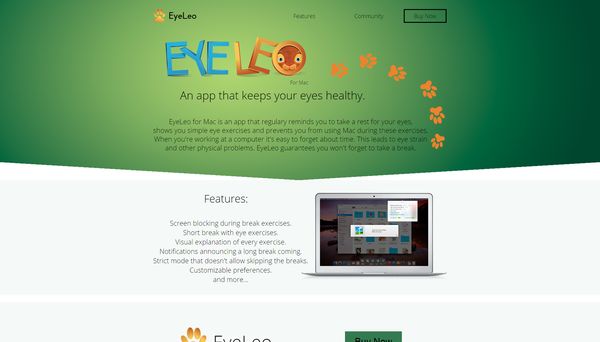 EyeLeo
Features
Community
Buy Now
EYE LEO
For Mac
An app that keeps your eyes healthy.
EyeLeo for Mac is an app that regulary reminds you to take a rest for your eyes,
shows you simple eye exercises and prevents you from using Mac during these exercises.
When you're working at a computer it's easy to forget about time. This leads to eye strain
and other physical problems. EyeLeo guarantees you won't forget to take a break.
Features:
Screen blocking during break exercises.
Short break with eye exercises.
Visual explanation of every exercise.
Notifications announcing a long break coming.
Strict mode that doesn't allow skipping the breaks.
Customizable preferences.
and more...
EyeLeo
Buy Now